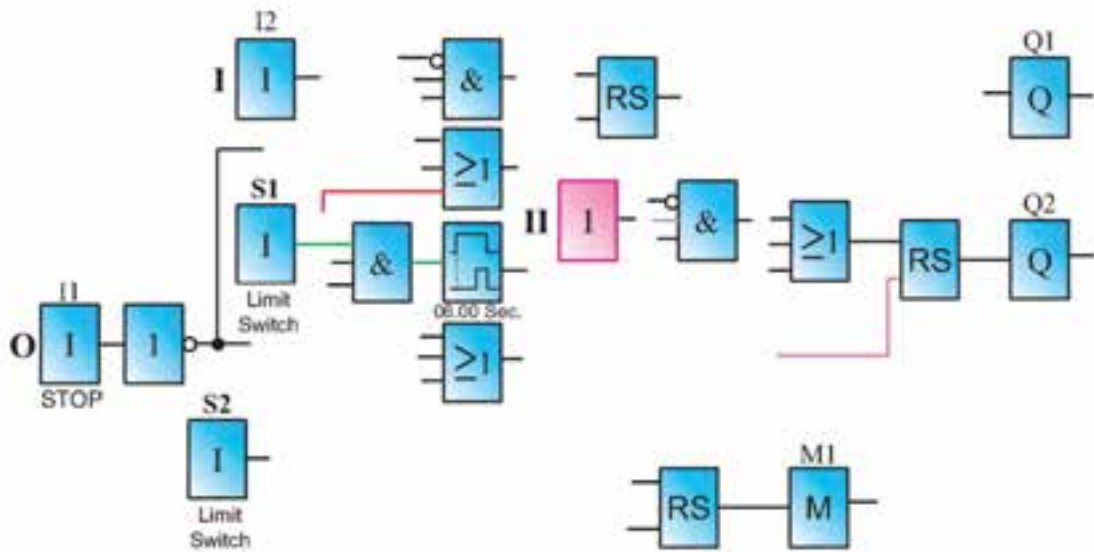 I2
I I
&
RS
Q1
Q
≥1
S1
I
Limit
Switch
&
06.00 Sec.
II I
&
≥1
RS
Q2
Q
I1
O I
STOP
1
≥1
S2
I
Limit
Switch
RS
M1
M